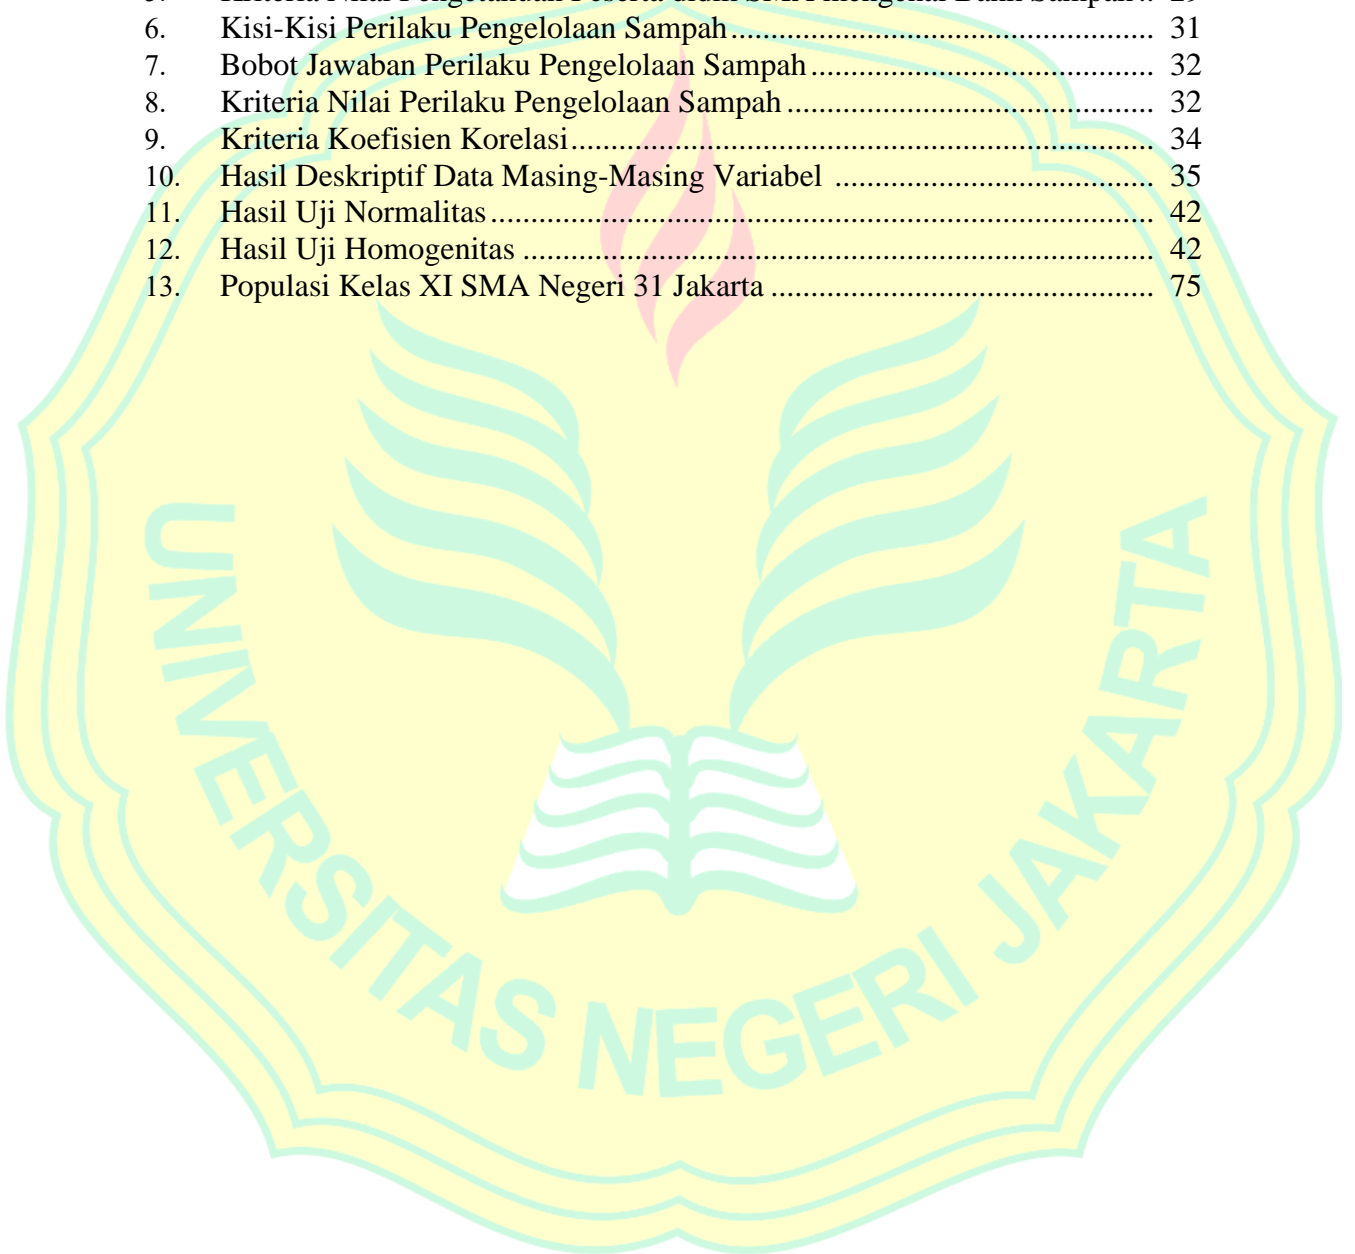 6. Kisi-Kisi Perilaku Pengelolaan Sampah .................................................... 31
7. Bobot Jawaban Perilaku Pengelolaan Sampah .......................................... 32
8. Kriteria Nilai Perilaku Pengelolaan Sampah ............................................. 32
9. Kriteria Koefisien Korelasi ....................................................................... 34
10. Hasil Deskriptif Data Masing-Masing Variabel ....................................... 35
11. Hasil Uji Normalitas ................................................................................. 42
12. Hasil Uji Homogenitas ............................................................................. 42
13. Populasi Kelas XI SMA Negeri 31 Jakarta ............................................... 75
UNIVERSITAS NEGERI JAKARTA